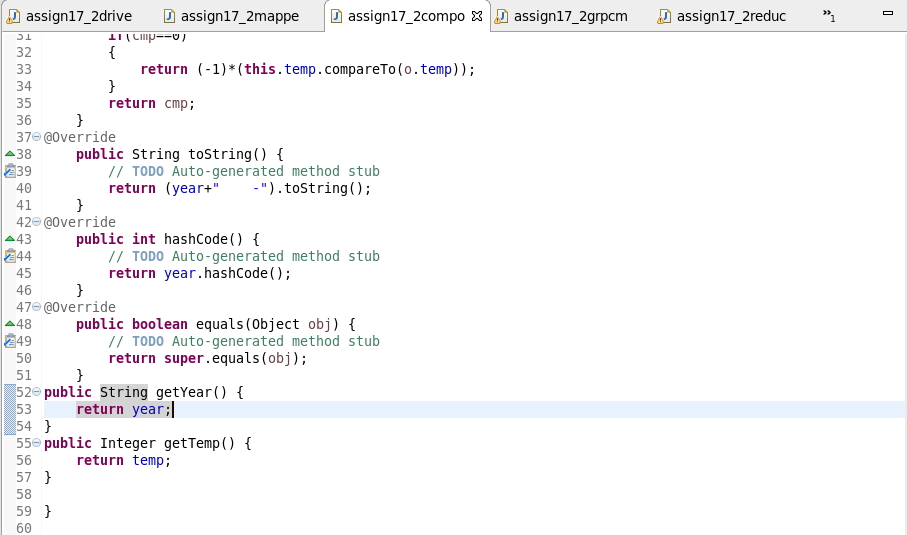 assign17_2drive assign17_2mappe assign17_2compo assign17_2grpcm assign17_2reduc »1
31 if(cmp==0)
32 {
33 return (-1)*(this.temp.compareTo(o.temp));
34 }
35 return cmp;
36 }
37 @Override
38 public String toString() {
39 // TODO Auto-generated method stub
40 return (year+"    -").toString();
41 }
42 @Override
43 public int hashCode() {
44 // TODO Auto-generated method stub
45 return year.hashCode();
46 }
47 @Override
48 public boolean equals(Object obj) {
49 // TODO Auto-generated method stub
50 return super.equals(obj);
51 }
52 public String getYear() {
53 return year;
54 }
55 public Integer getTemp() {
56 return temp;
57 }
58
59 }
60